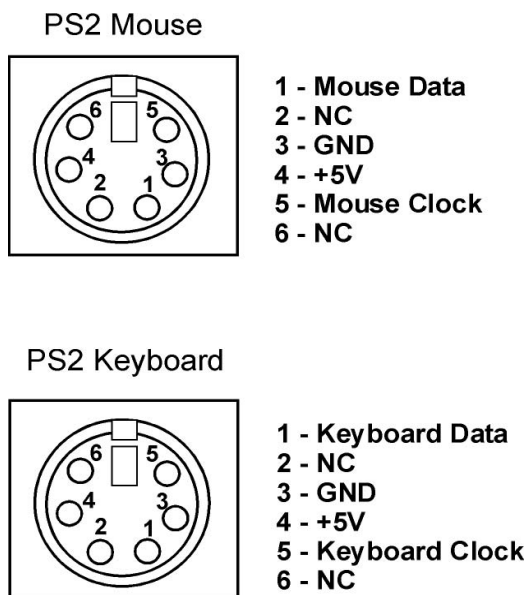 PS2 Mouse
6 5
4 3
2 1
1 - Mouse Data
2 - NC
3 - GND
4 - +5V
5 - Mouse Clock
6 - NC
PS2 Keyboard
6 5
4 3
2 1
1 - Keyboard Data
2 - NC
3 - GND
4 - +5V
5 - Keyboard Clock
6 - NC